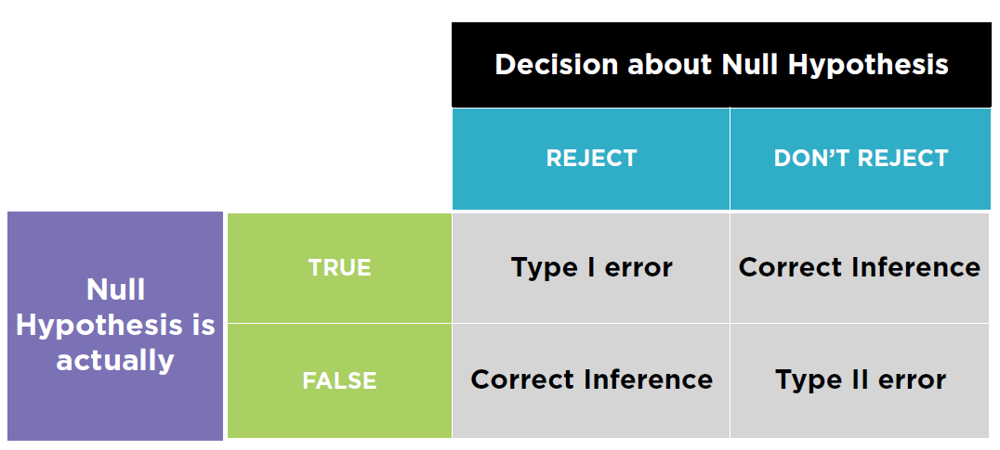 Decision about Null Hypothesis
REJECT
DON’T REJECT
Null
Hypothesis is
actually
TRUE
Type I error
Correct Inference
FALSE
Correct Inference
Type II error